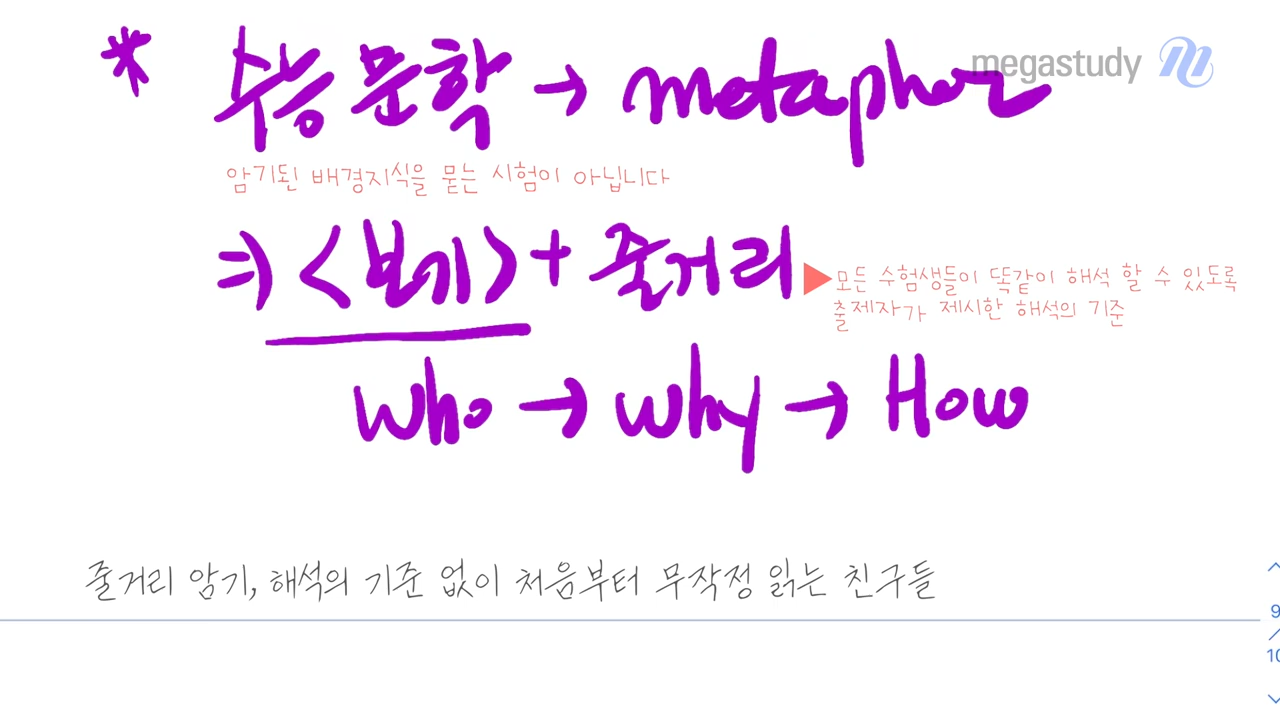 * 수능 문학 → metaphor
megastudy
암기된 배경지식을 묻는 시험이 아닙니다
⇒ <보기> + 줄거리
▶ 모든 수험생들이 똑같이 해석 할 수 있도록
출제자가 제시한 해석의 기준
Who → why → How
줄거리 암기, 해석의 기준 없이 처음부터 무작정 읽는 친구들
9
/
10